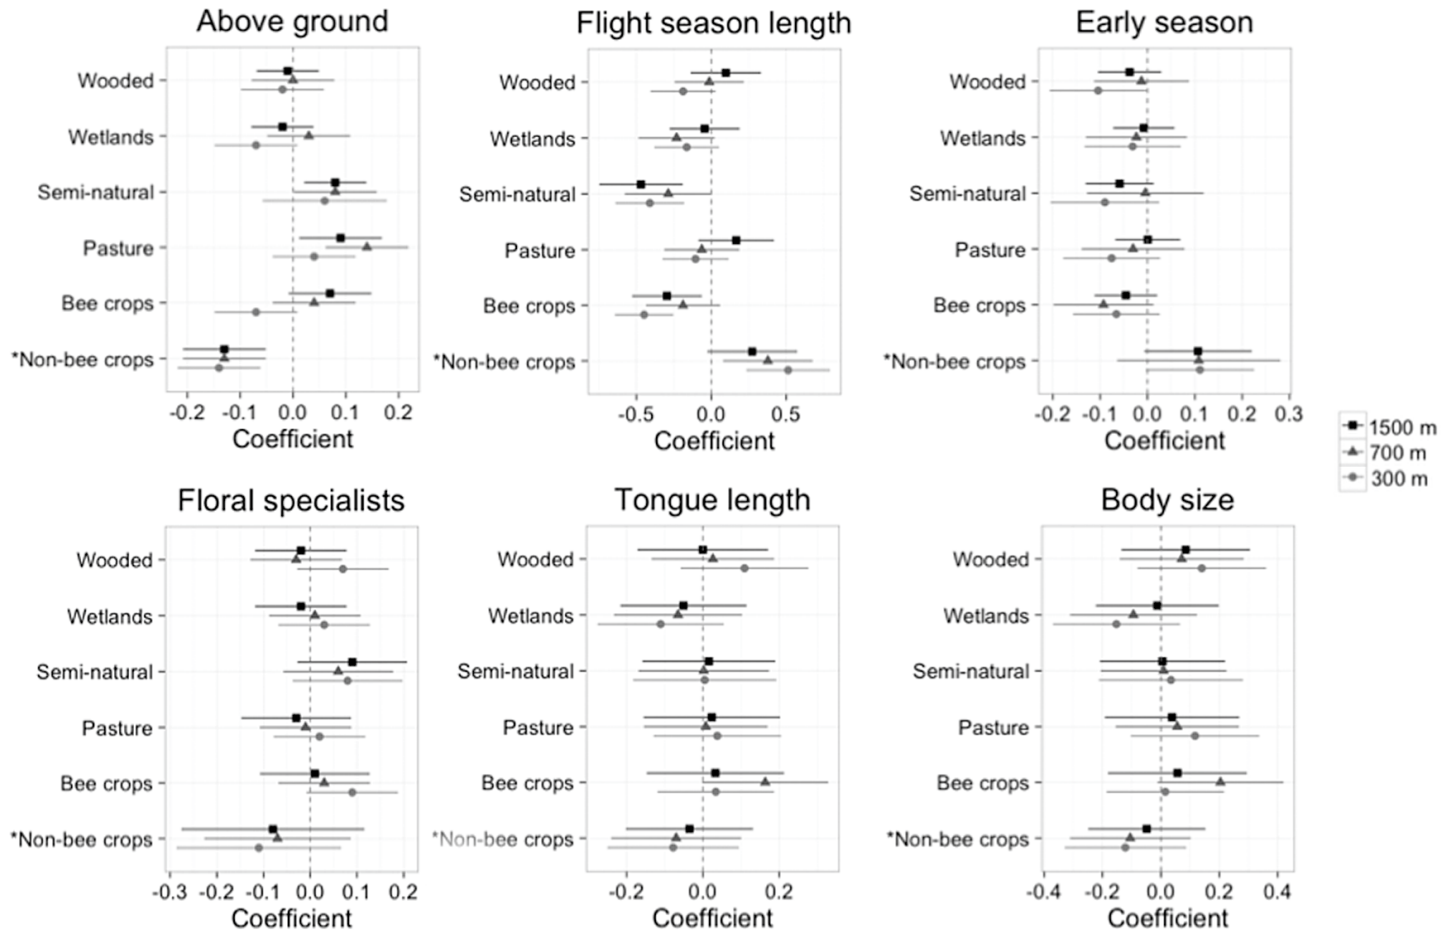 Above ground
Wooded
Wetlands
Semi-natural
Pasture
Bee crops
*Non-bee crops
-0.2 -0.1 0.0 0.1 0.2
Coefficient
Flight season length
Wooded
Wetlands
Semi-natural
Pasture
Bee crops
*Non-bee crops
-0.5 0.0 0.5
Coefficient
Early season
Wooded
Wetlands
Semi-natural
Pasture
Bee crops
*Non-bee crops
-0.2 -0.1 0.0 0.1 0.2 0.3
Coefficient
1500 m
700 m
300 m
Floral specialists
Wooded
Wetlands
Semi-natural
Pasture
Bee crops
*Non-bee crops
-0.3 -0.2 -0.1 0.0 0.1 0.2
Coefficient
Tongue length
Wooded
Wetlands
Semi-natural
Pasture
Bee crops
*Non-bee crops
-0.2 0.0 0.2
Coefficient
Body size
Wooded
Wetlands
Semi-natural
Pasture
Bee crops
*Non-bee crops
-0.4 -0.2 0.0 0.2 0.4
Coefficient